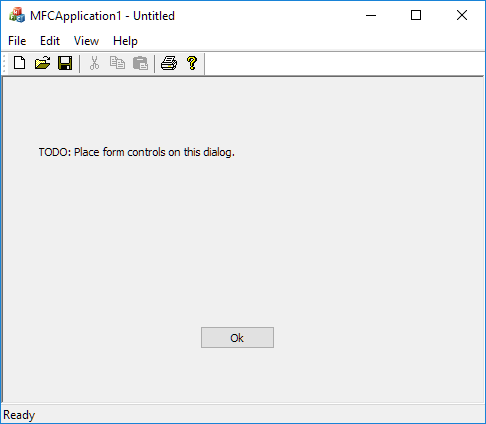 MFCApplication1 - Untitled
File Edit View Help
TODO: Place form controls on this dialog.
Ok
Ready